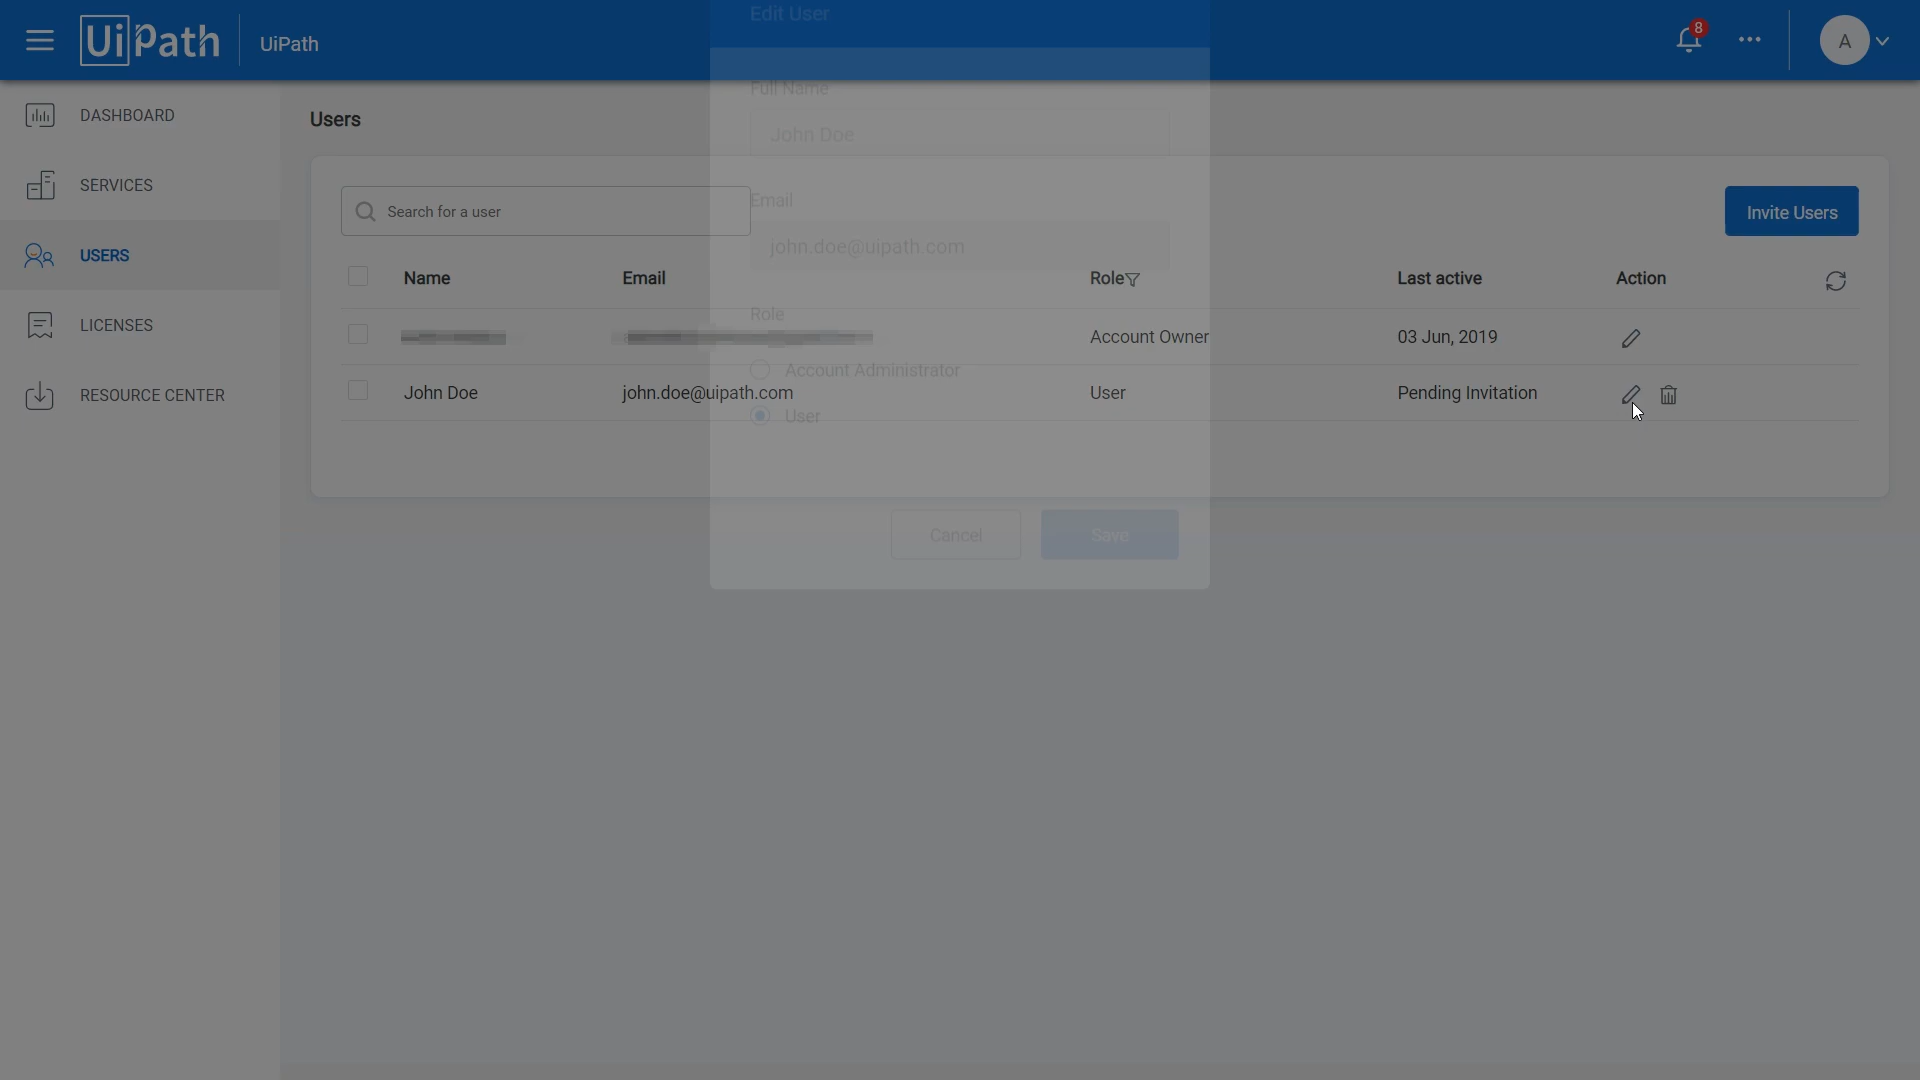 UiPath
UiPath
8
A
Edit User
DASHBOARD
SERVICES
USERS
LICENSES
RESOURCE CENTER
Users
Search for a user
Invite Users
Name Email Role Last active Action
Account Owner 03 Jun, 2019
John Doe john.doe@uipath.com User Pending Invitation
Full Name
John Doe
Email
john.doe@uipath.com
Role
Account Administrator
User
Cancel Save